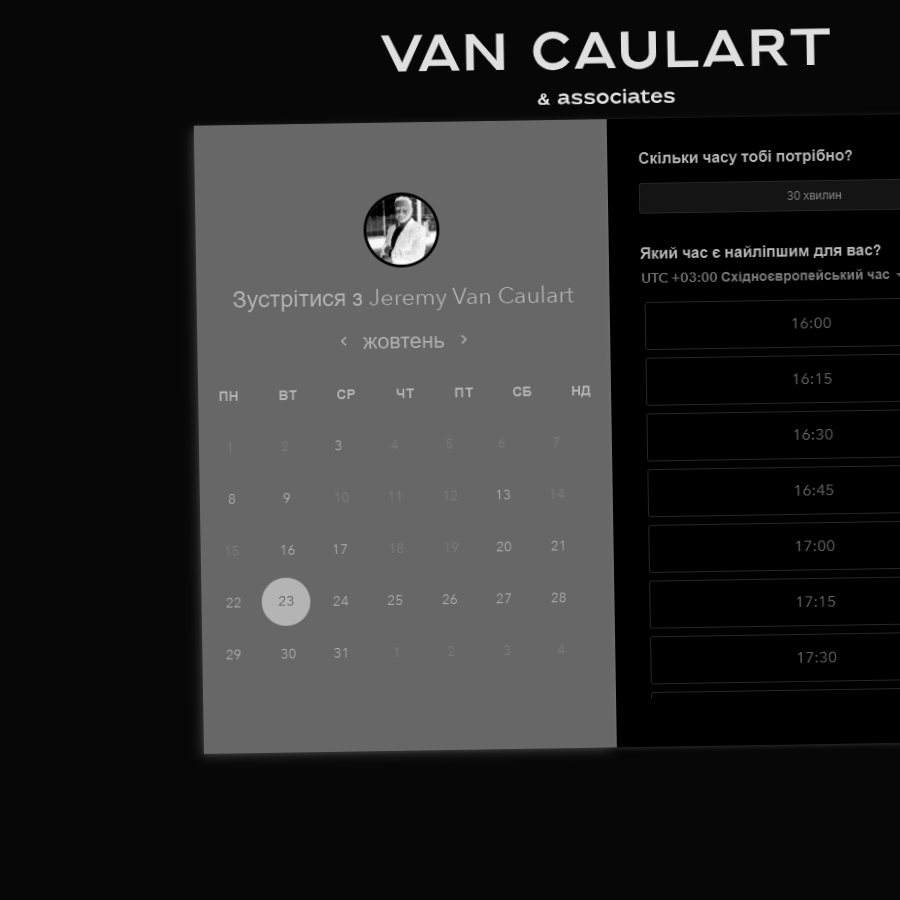 VAN CAULART
& associates
Зустрітися з Jeremy Van Caulart
жовтень
ПН ВТ СР ЧТ ПТ СБ НД
1 2 3 4 5 6 7
8 9 10 11 12 13 14
15 16 17 18 19 20 21
22 23 24 25 26 27 28
29 30 31 1 2 3 4
Скільки часу тобі потрібно?
30 хвилин
Який час є найліпшим для вас?
UTC +03:00 Східноєвропейський час
16:00
16:15
16:30
16:45
17:00
17:15
17:30